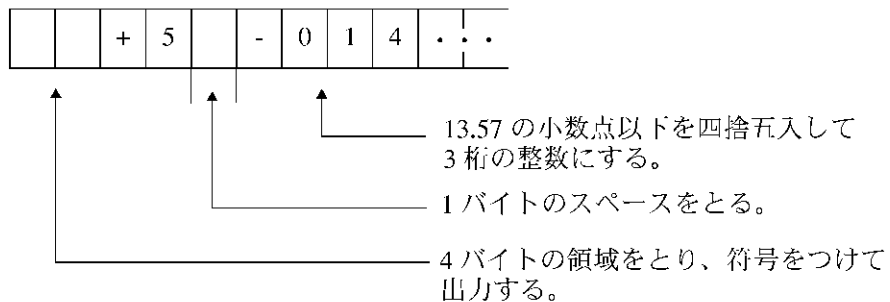 + 5 - 0 1 4 ・・・
13.57 の小数点以下を四捨五入して
3 桁の整数にする。
1 バイトのスペースをとる。
4 バイトの領域をとり、符号をつけて
出力する。